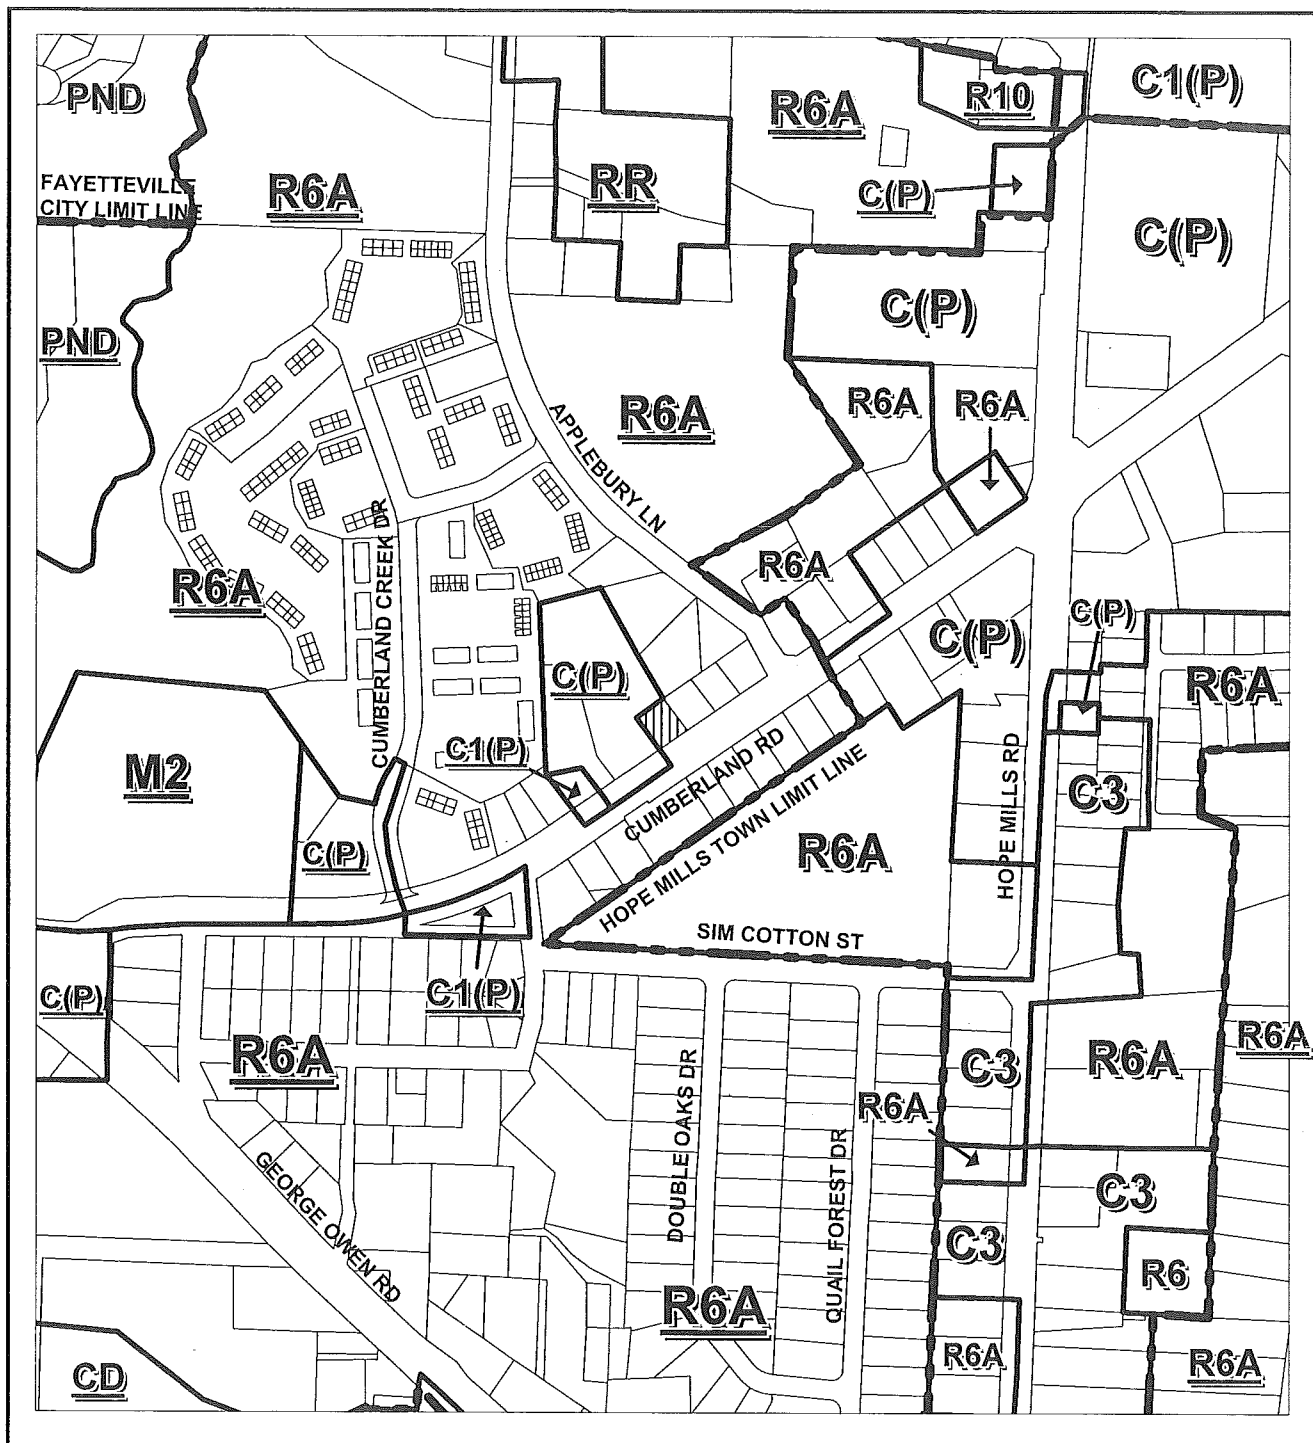 PND
R6A
R6A
R10
C1(P)
RR
FAYETTEVILLE
CITY LIMIT LINE
C(P)
C(P)
C(P)
PND
R6A
R6A
R6A
APPLEBURY LN
CUMBERLAND CREEK DR
R6A
R6A
C(P)
C(P)
C(P)
R6A
C1(P)
M2
CUMBERLAND RD
HOPE MILLS TOWN LIMIT LINE
HOPE MILLS RD
C3
R6A
C(P)
SIM COTTON ST
C(P)
C1(P)
R6A
C3
R6A
R6A
R6A
DOUBLE OAKS DR
QUAIL FOREST DR
GEORGE OWEN RD
C3
C3
R6
R6A
R6A
R6A
CD